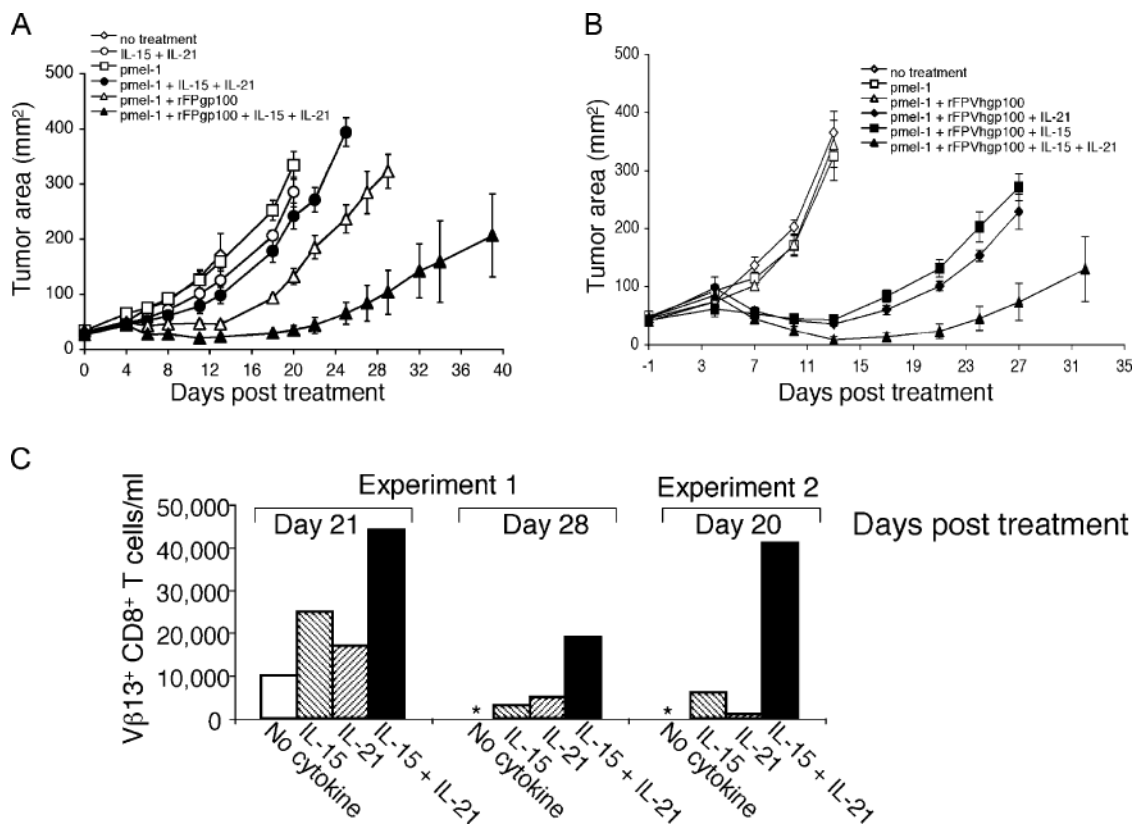 A
no treatment
IL-15 + IL-21
pmel-1
pmel-1 + IL-15 + IL-21
pmel-1 + rFPgp100
pmel-1 + rFPgp100 + IL-15 + IL-21
Tumor area (mm²)
500
400
300
200
100
0
0 4 8 12 16 20 24 28 32 36 40
Days post treatment
B
no treatment
pmel-1
pmel-1 + rFPVhgp100
pmel-1 + rFPVhgp100 + IL-21
pmel-1 + rFPVhgp100 + IL-15
pmel-1 + rFPVhgp100 + IL-15 + IL-21
Tumor area (mm²)
500
400
300
200
100
0
-1 3 7 11 15 19 23 27 31 35
Days post treatment
C
Vβ13⁺ CD8⁺ T cells/ml
50,000
40,000
30,000
20,000
10,000
0
Experiment 1
Experiment 2
Day 21
Day 28
Day 20
Days post treatment
* *
No cytokine
IL-15
IL-21
IL-15 + IL-21
No cytokine
IL-15
IL-21
IL-15 + IL-21
No cytokine
IL-15
IL-21
IL-15 + IL-21